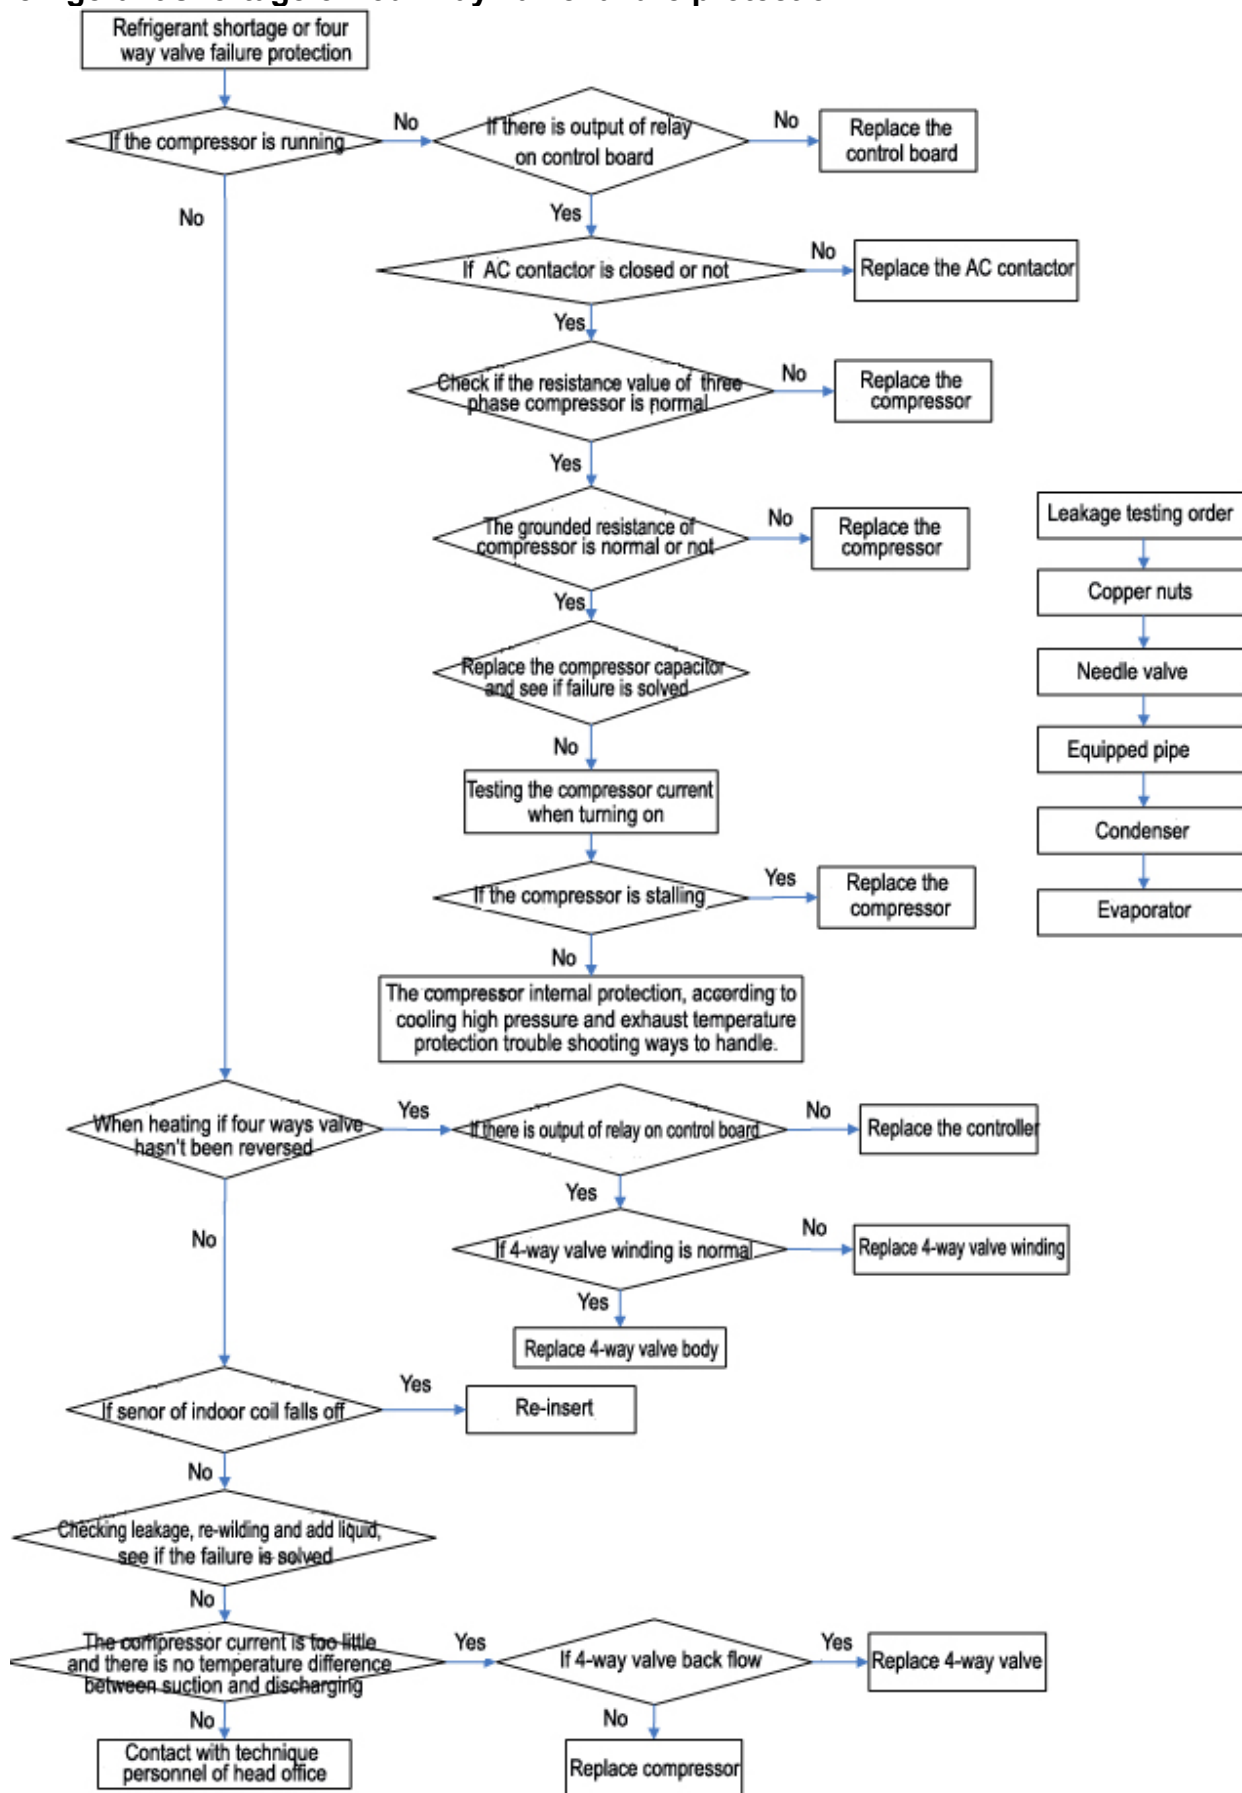 Refrigerant shortage or four
way valve failure protection
If the compressor is running
No
If there is output of relay
on control board
No
Replace the
control board
No
Yes
If AC contactor is closed or not
No
Replace the AC contactor
Yes
Check if the resistance value of three
phase compressor is normal
No
Replace the
compressor
Yes
The grounded resistance of
compressor is normal or not
No
Replace the
compressor
Yes
Replace the compressor capacitor
and see if failure is solved
No
Testing the compressor current
when turning on
If the compressor is stalling
Yes
Replace the
compressor
No
The compressor internal protection, according to
cooling high pressure and exhaust temperature
protection trouble shooting ways to handle.
Leakage testing order
Copper nuts
Needle valve
Equipped pipe
Condenser
Evaporator
When heating if four ways valve
hasn't been reversed
Yes
If there is output of relay on control board
No
Replace the controller
Yes
If 4-way valve winding is normal
No
Replace 4-way valve winding
Yes
Replace 4-way valve body
No
If senor of indoor coil falls off
Yes
Re-insert
No
Checking leakage, re-wilding and add liquid,
see if the failure is solved
No
The compressor current is too little
and there is no temperature difference
between suction and discharging
Yes
If 4-way valve back flow
Yes
Replace 4-way valve
No
Replace compressor
No
Contact with technique
personnel of head office